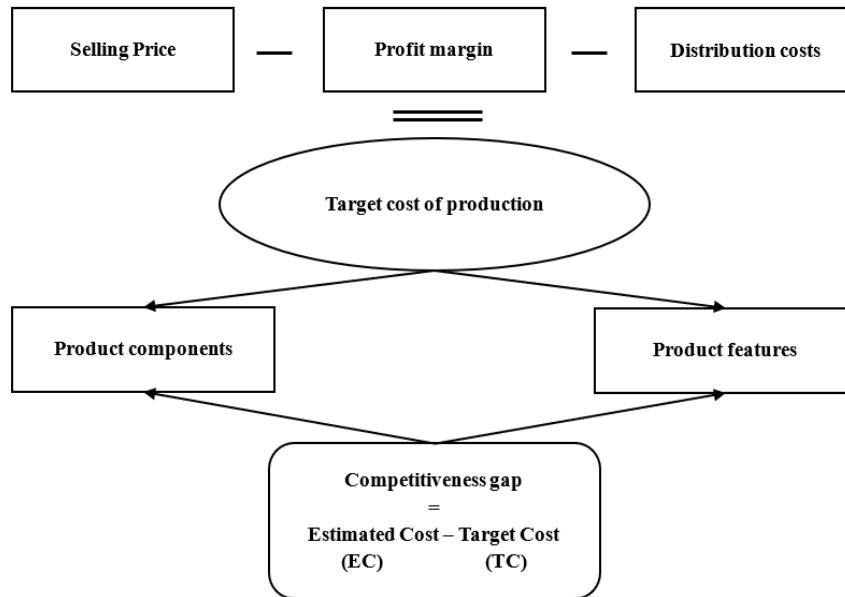 Selling Price — Profit margin — Distribution costs
=
Target cost of production
Product components
Product features
Competitiveness gap
=
Estimated Cost – Target Cost
(EC) (TC)